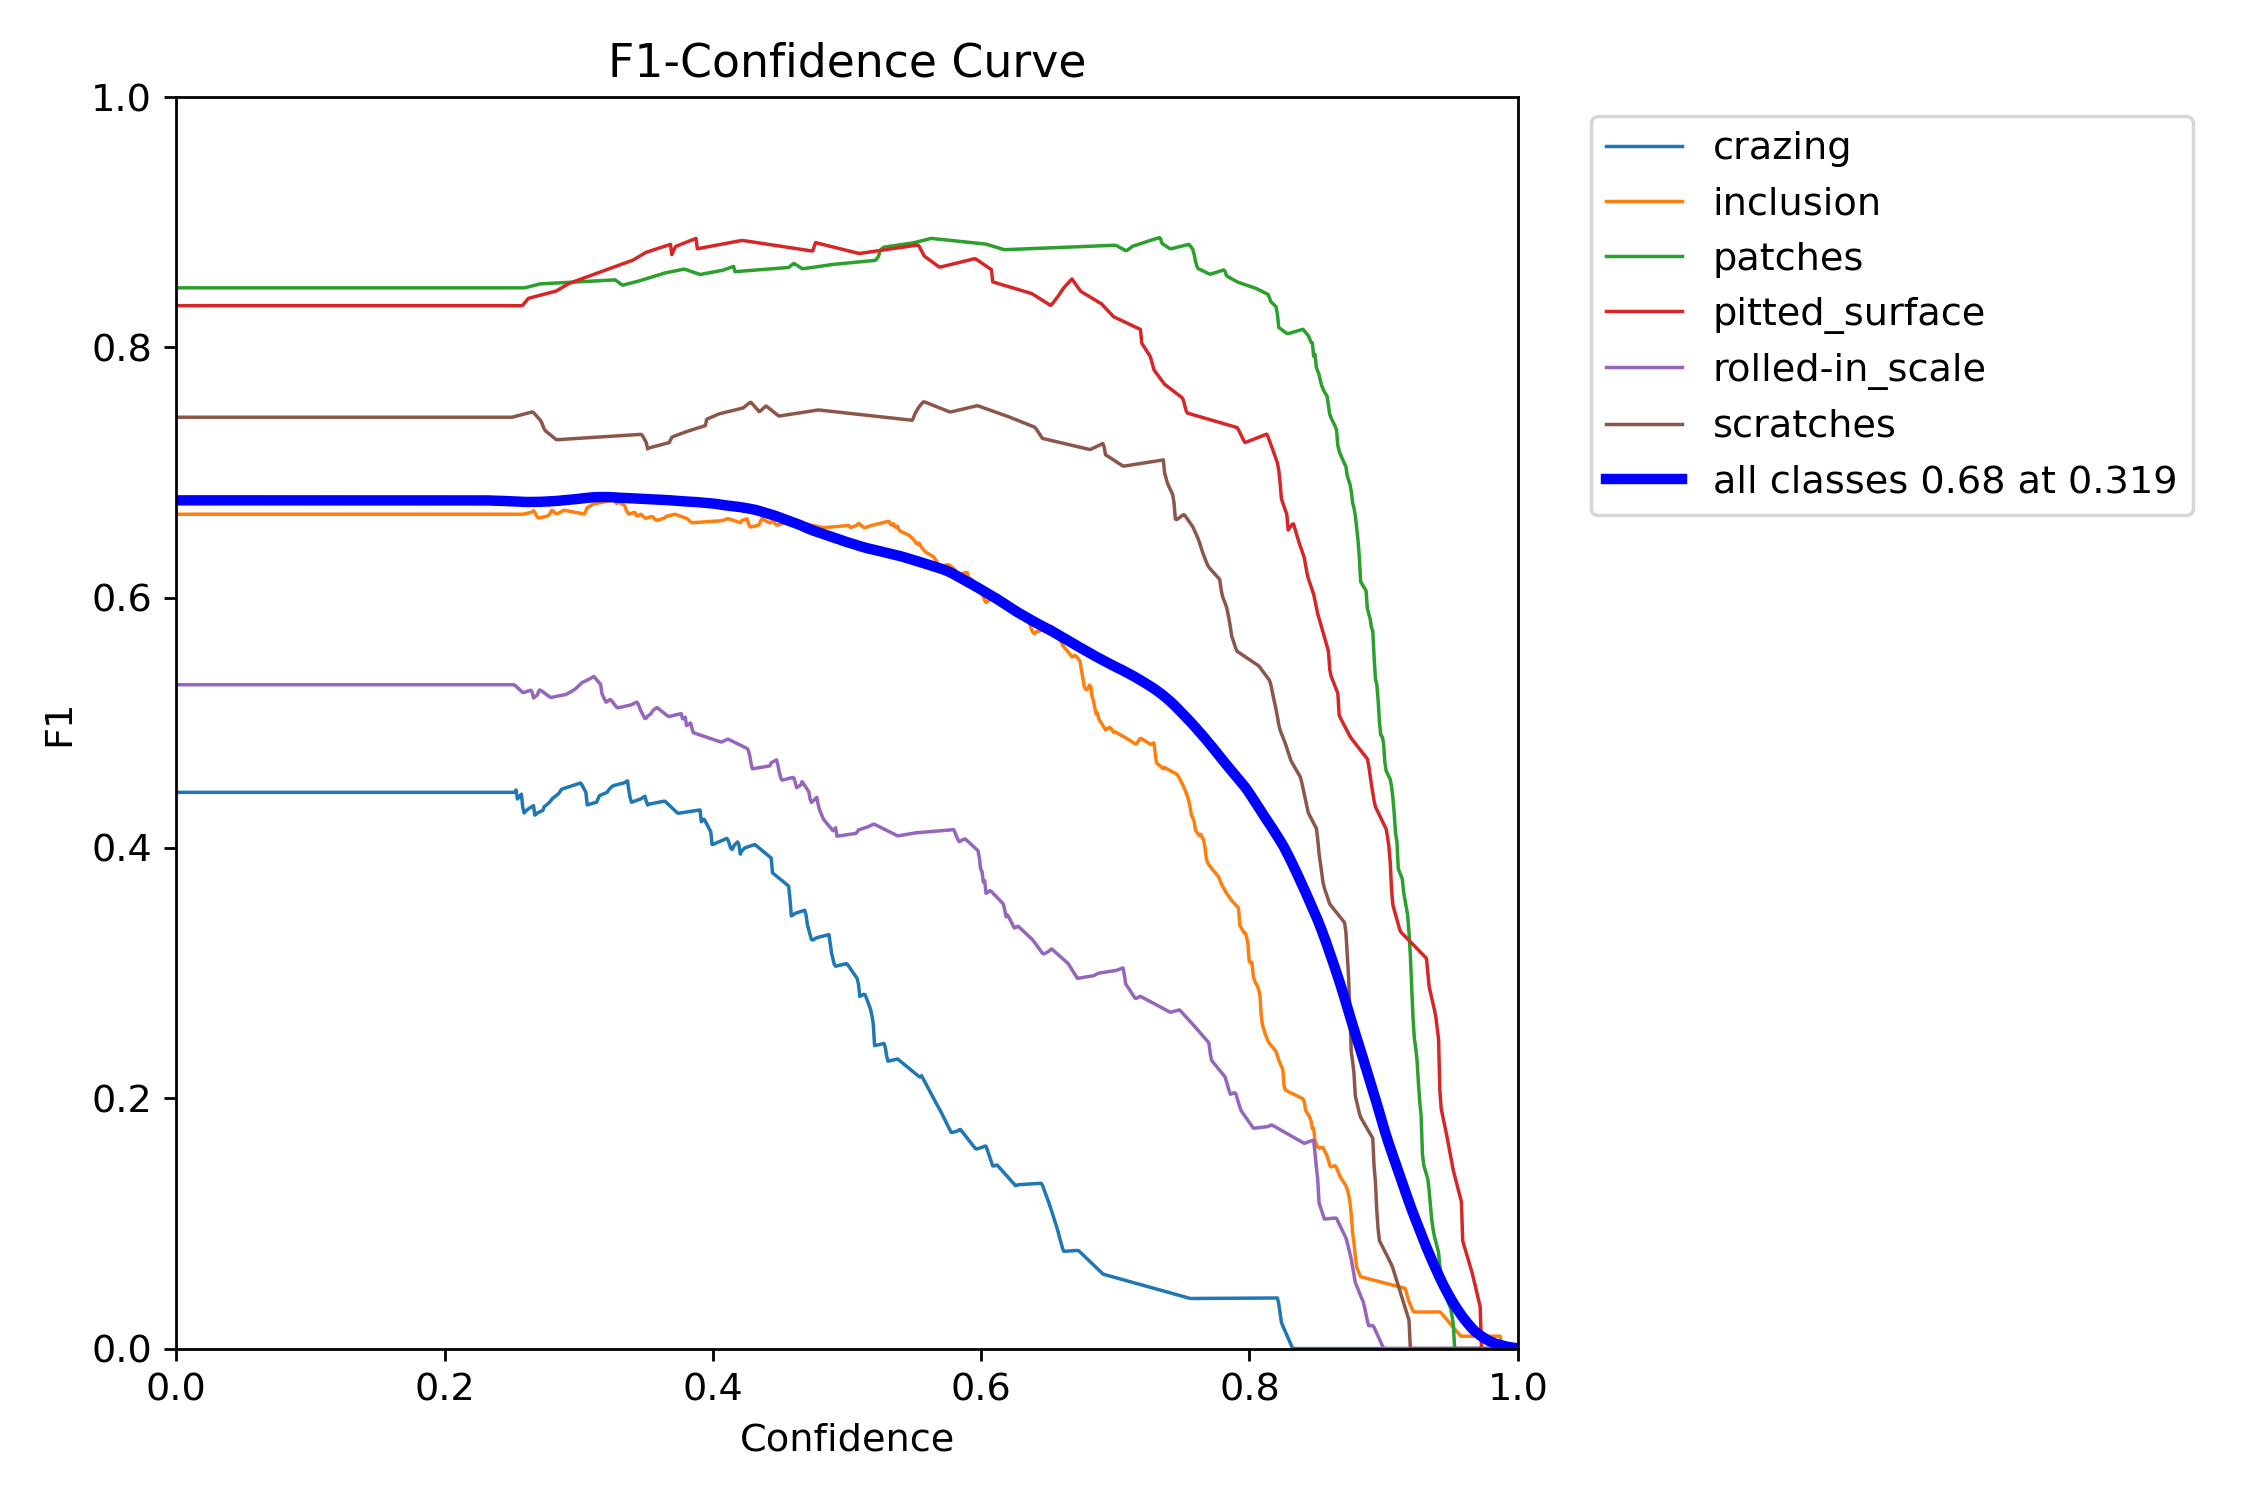 F1-Confidence Curve
1.0
0.8
0.6
0.4
0.2
0.0
F1
0.0 0.2 0.4 0.6 0.8 1.0
Confidence
crazing
inclusion
patches
pitted_surface
rolled-in_scale
scratches
all classes 0.68 at 0.319